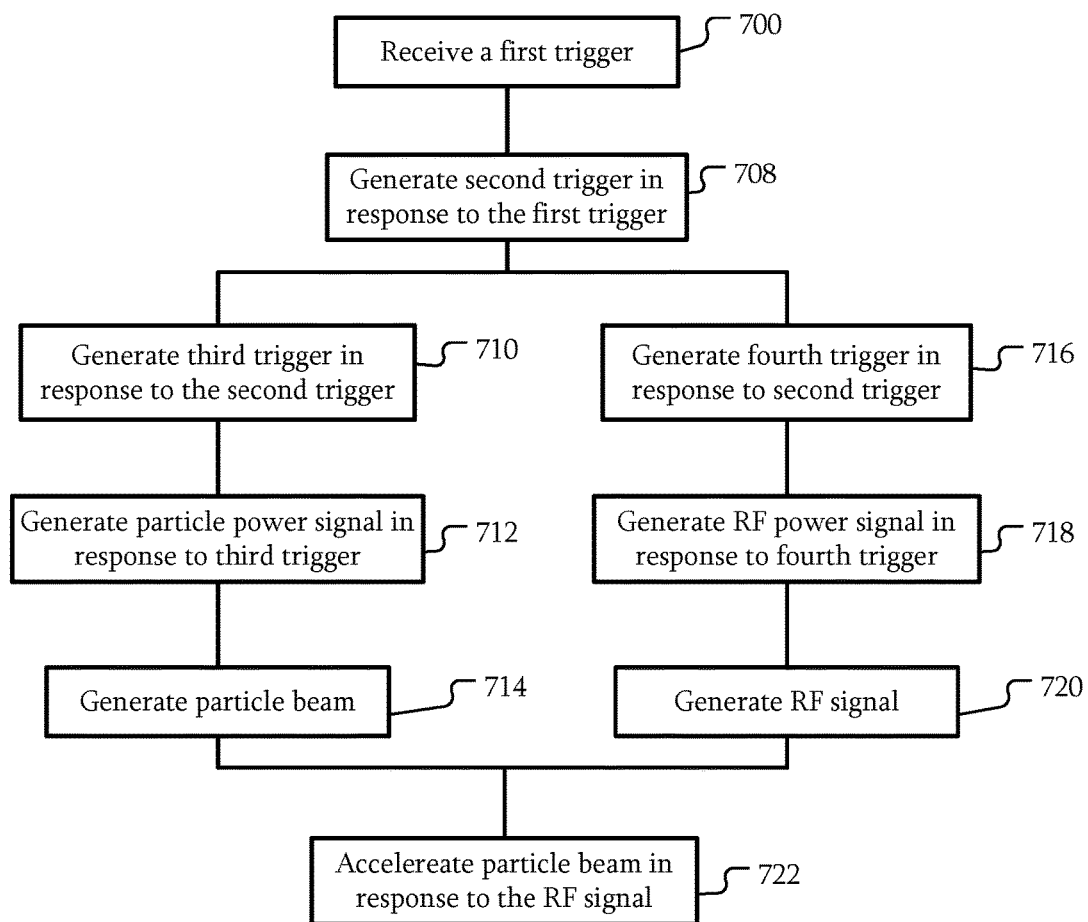 Receive a first trigger
700
Generate second trigger in
response to the first trigger
708
Generate third trigger in
response to the second trigger
710
Generate fourth trigger in
response to second trigger
716
Generate particle power signal in
response to third trigger
712
Generate RF power signal in
response to fourth trigger
718
Generate particle beam
714
Generate RF signal
720
Accelereate particle beam in
response to the RF signal
722